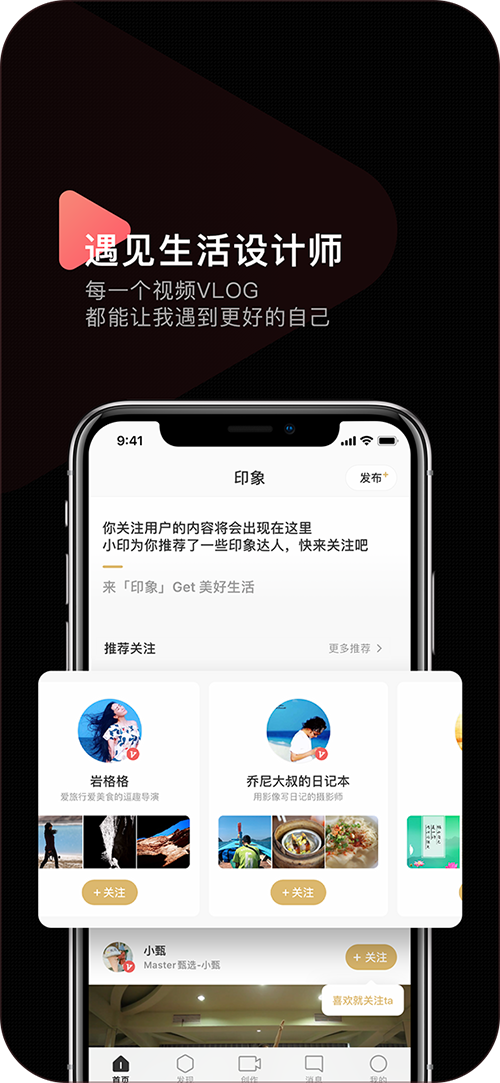 遇见生活设计师
每一个视频VLOG
都能让我遇到更好的自己
9:41
印象
发布
你关注用户的内容将会出现在这里
小印为你推荐了一些印象达人，快来关注吧
来「印象」Get 美好生活
推荐关注
更多推荐
岩格格
爱旅行爱美食的逗趣导演
+ 关注
乔尼大叔的日记本
用影像写日记的摄影师
+ 关注
小甄
Master 甄选-小甄
+ 关注
喜欢就关注ta
首页
发现
创作
消息
我的